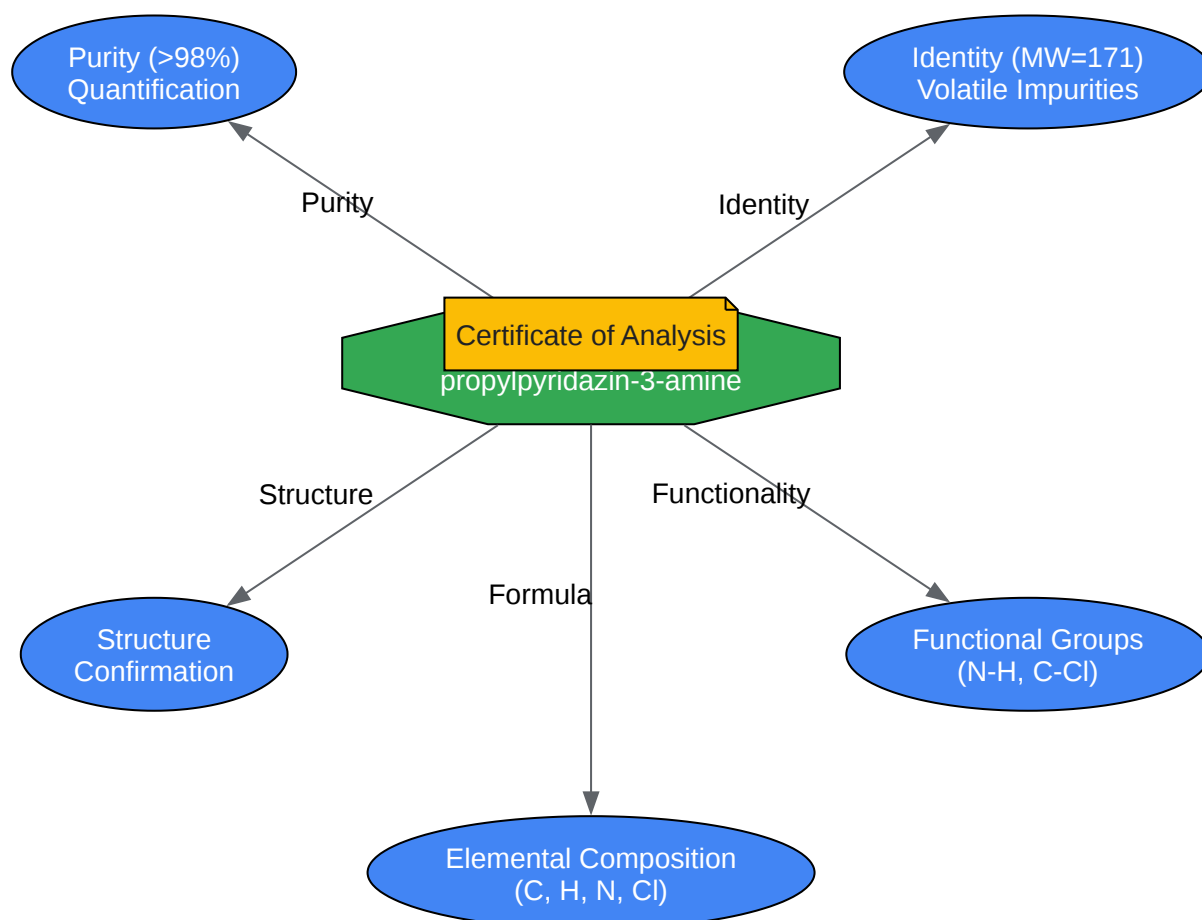 Purity (>98%)
Quantification
Identity (MW=171)
Volatile Impurities
Purity
Identity
Certificate of Analysis
propylpyridazin-3-amine
Structure
Functionality
Formula
Structure
Confirmation
Functional Groups
(N-H, C-Cl)
Elemental Composition
(C, H, N, Cl)